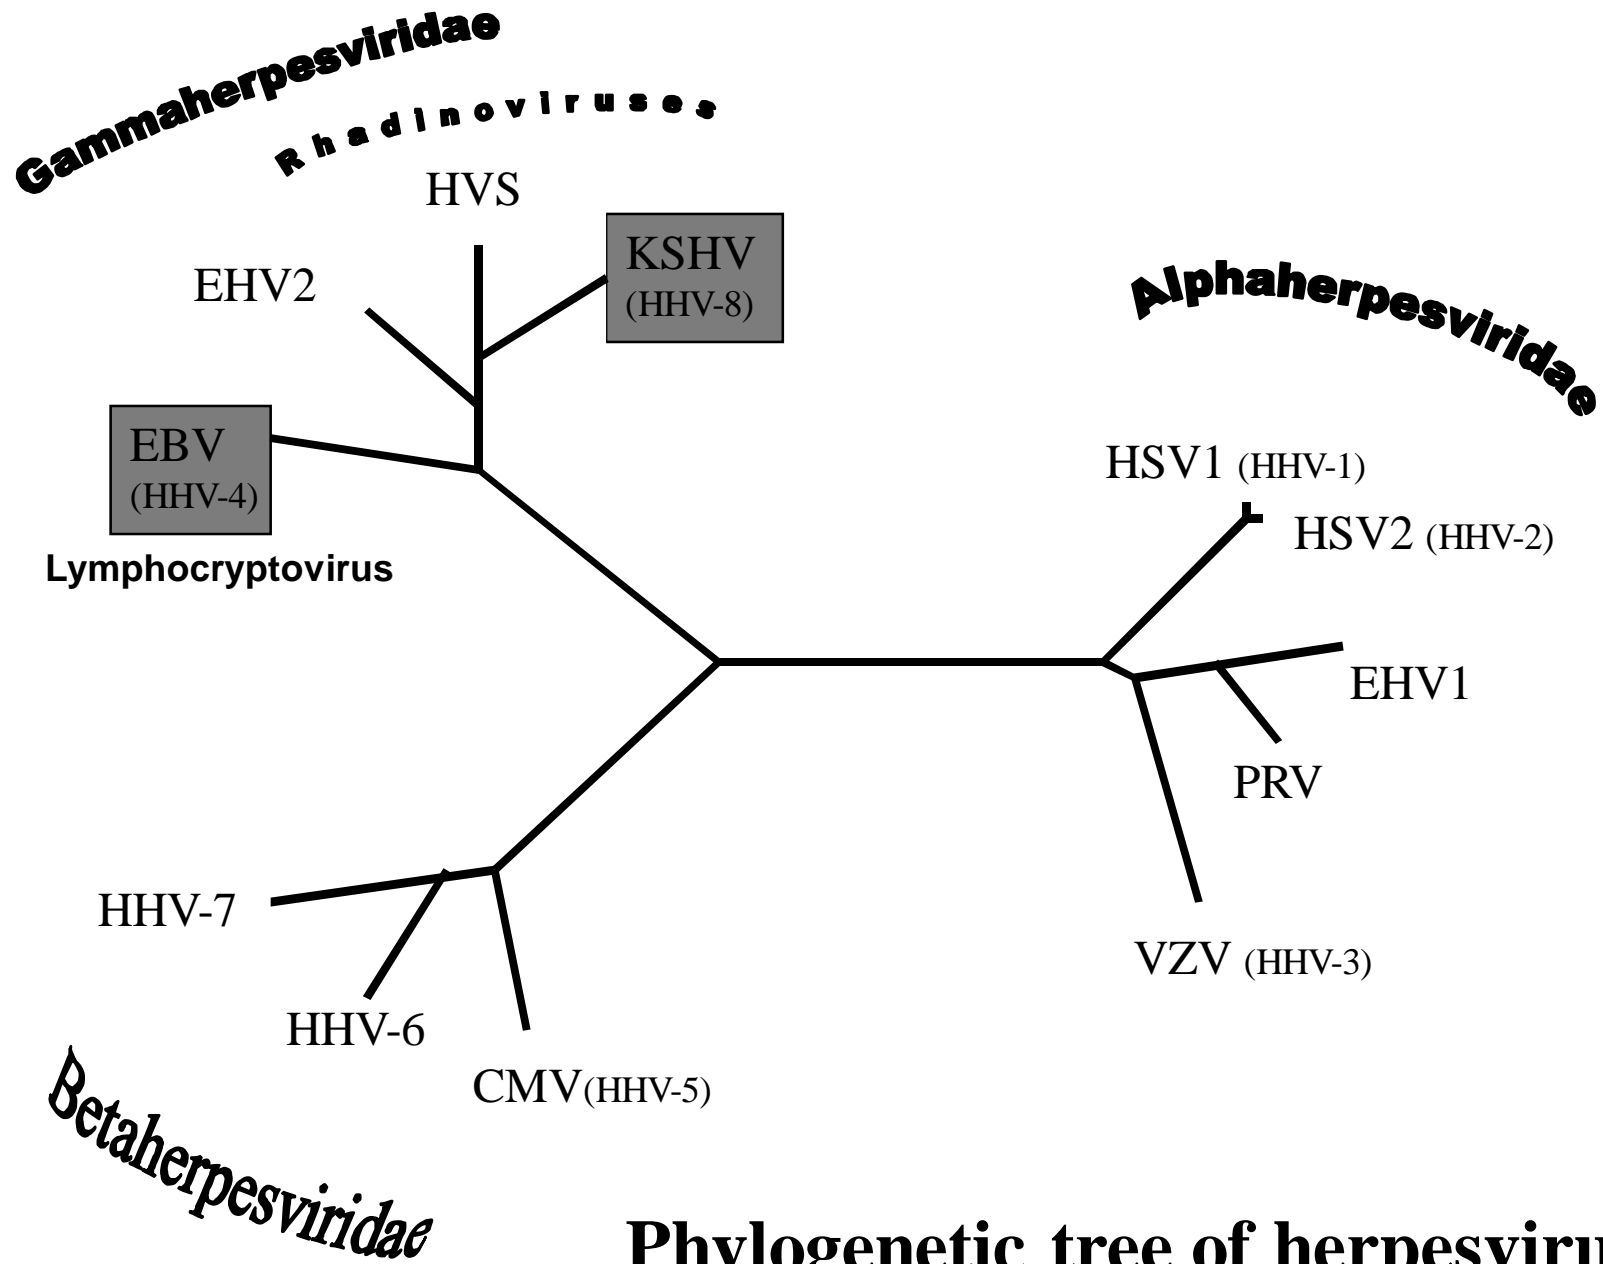 Gammaherpesviridae
Rhadinoviruses
HVS
KSHV
(HHV-8)
EHV2
Alphaherpesviridae
EBV
(HHV-4)
Lymphocryptovirus
HSV1 (HHV-1)
HSV2 (HHV-2)
EHV1
PRV
HHV-7
VZV (HHV-3)
HHV-6
CMV(HHV-5)
Betaherpesviridae
Phylogenetic tree of herpesviru